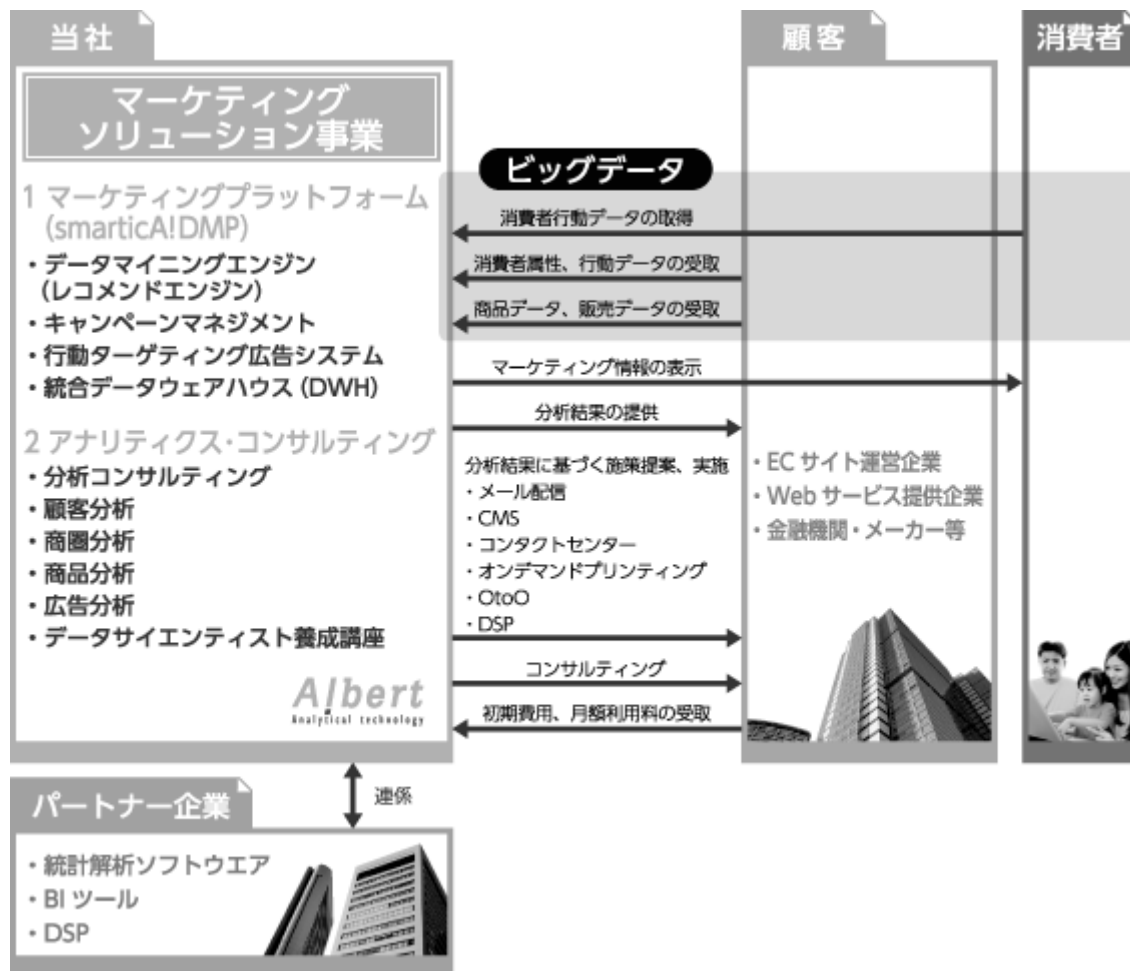 当社
マーケティング
ソリューション事業
1 マーケティングプラットフォーム
(smarticA!DMP)
・データマイニングエンジン
(レコメンドエンジン)
・キャンペーンマネジメント
・行動ターゲティング広告システム
・統合データウェアハウス(DWH)
2 アナリティクス・コンサルティング
・分析コンサルティング
・顧客分析
・商圏分析
・商品分析
・広告分析
・データサイエンティスト養成講座
Albert
Analytical technology
ビッグデータ
消費者行動データの取得
消費者属性、行動データの受取
商品データ、販売データの受取
マーケティング情報の表示
分析結果の提供
分析結果に基づく施策提案、実施
・メール配信
・CMS
・コンタクトセンター
・オンデマンドプリンティング
・OtoO
・DSP
コンサルティング
初期費用、月額利用料の受取
顧客
・ECサイト運営企業
・Webサービス提供企業
・金融機関・メーカー等
消費者
連係
パートナー企業
・統計解析ソフトウエア
・BIツール
・DSP